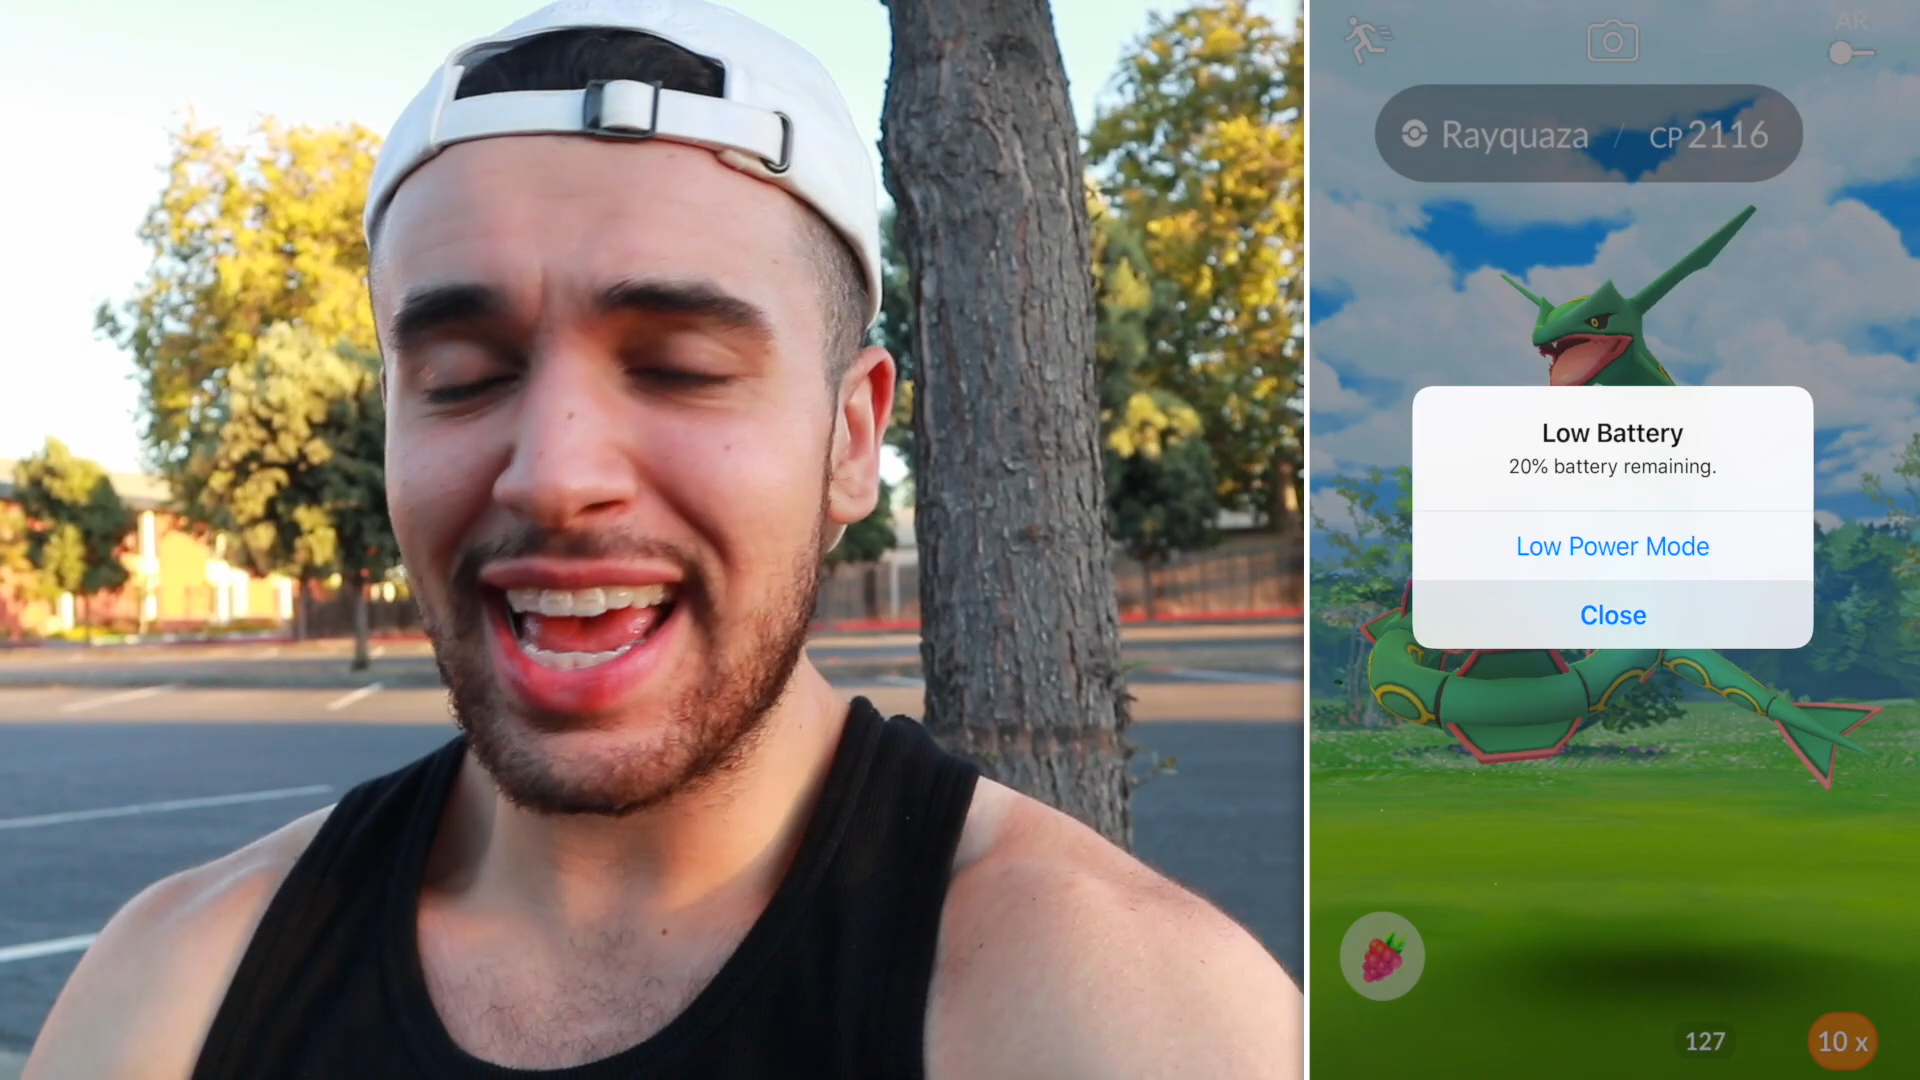 AR
Rayquaza / CP2116
Low Battery
20% battery remaining.
Low Power Mode
Close
127
10 x